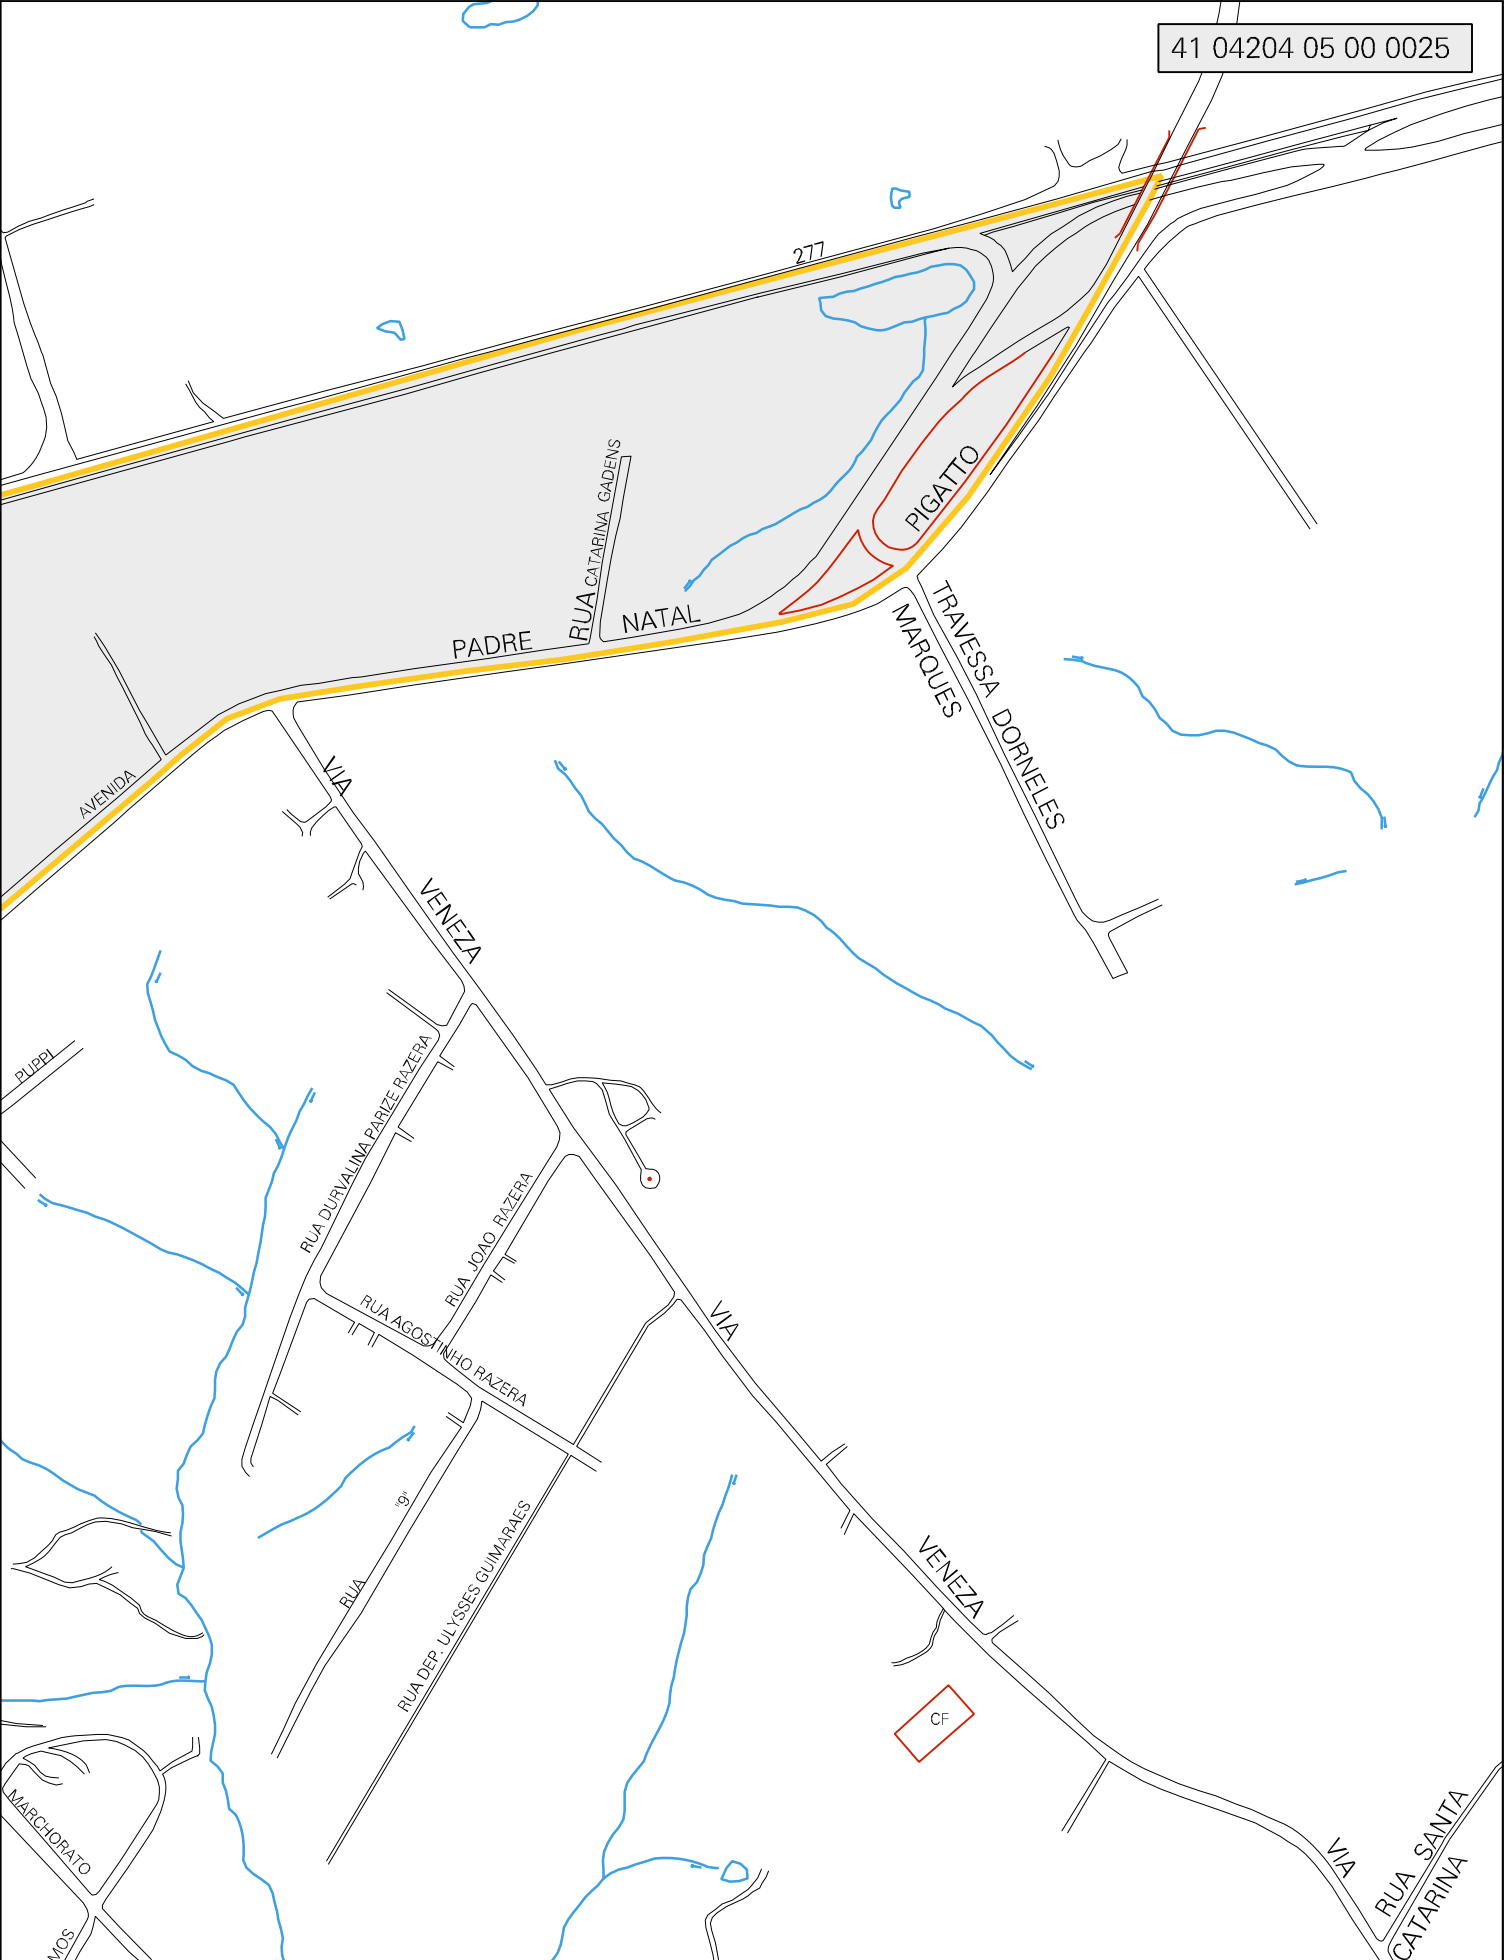 41 04204 05 00 0025
277
PIGATTO
RUA CATARINA GADENS
NATAL
PADRE
TRAVESSA DORNELES
MARQUES
AVENIDA
VIA
VENEZA
PUPPI
RUA DURVALINA PARIZE RAZERA
RUA JOAO RAZERA
RUA AGOSTINHO RAZERA
VIA
"9"
RUA
RUA DEP. ULYSSES GUIMARAES
VENEZA
CF
MARCHORATO
VIA
RUA SANTA
CATARINA
MOS